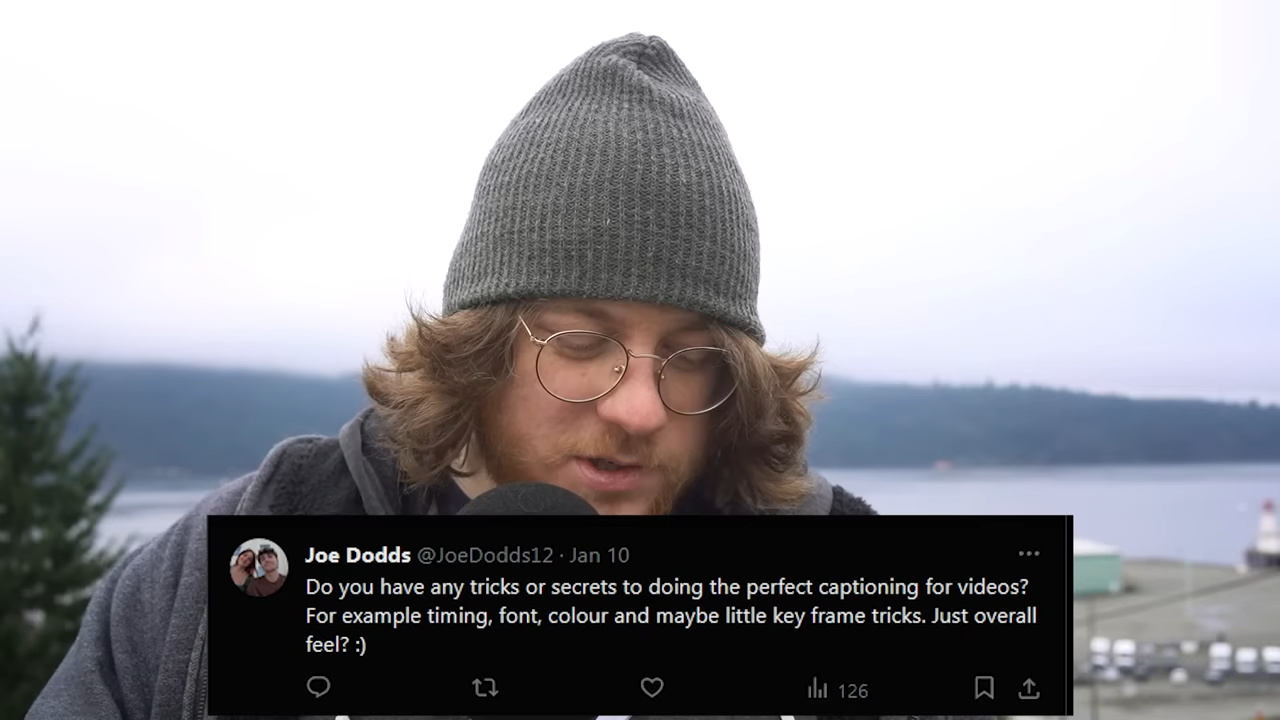 Joe Dodds @JoeDodds12 · Jan 10
Do you have any tricks or secrets to doing the perfect captioning for videos?
For example timing, font, colour and maybe little key frame tricks. Just overall
feel? :)
126